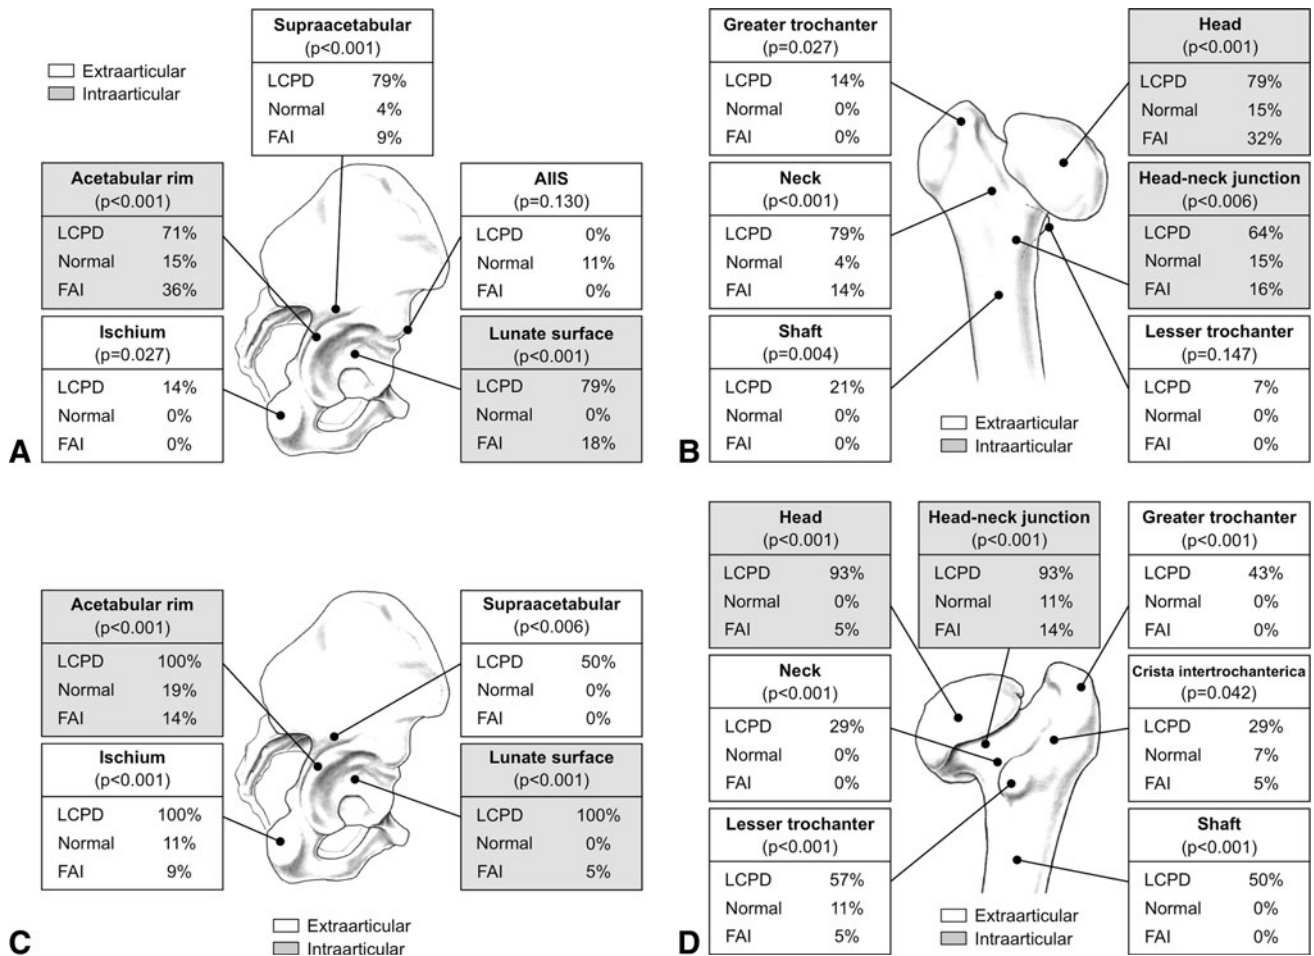 A
Extraarticular
Intraarticular
Supraacetabular
(p<0.001)
LCPD 79%
Normal 4%
FAI 9%
Acetabular rim
(p<0.001)
LCPD 71%
Normal 15%
FAI 36%
AIIS
(p=0.130)
LCPD 0%
Normal 11%
FAI 0%
Ischium
(p=0.027)
LCPD 14%
Normal 0%
FAI 0%
Lunate surface
(p<0.001)
LCPD 79%
Normal 0%
FAI 18%
B
Greater trochanter
(p=0.027)
LCPD 14%
Normal 0%
FAI 0%
Head
(p<0.001)
LCPD 79%
Normal 15%
FAI 32%
Neck
(p<0.001)
LCPD 79%
Normal 4%
FAI 14%
Head-neck junction
(p<0.006)
LCPD 64%
Normal 15%
FAI 16%
Shaft
(p=0.004)
LCPD 21%
Normal 0%
FAI 0%
Lesser trochanter
(p=0.147)
LCPD 7%
Normal 0%
FAI 0%
Extraarticular
Intraarticular
C
Acetabular rim
(p<0.001)
LCPD 100%
Normal 19%
FAI 14%
Supraacetabular
(p<0.006)
LCPD 50%
Normal 0%
FAI 0%
Ischium
(p<0.001)
LCPD 100%
Normal 11%
FAI 9%
Lunate surface
(p<0.001)
LCPD 100%
Normal 0%
FAI 5%
Extraarticular
Intraarticular
D
Head
(p<0.001)
LCPD 93%
Normal 0%
FAI 5%
Head-neck junction
(p<0.001)
LCPD 93%
Normal 11%
FAI 14%
Greater trochanter
(p<0.001)
LCPD 43%
Normal 0%
FAI 0%
Neck
(p<0.001)
LCPD 29%
Normal 0%
FAI 0%
Crista intertrochanterica
(p=0.042)
LCPD 29%
Normal 7%
FAI 5%
Lesser trochanter
(p<0.001)
LCPD 57%
Normal 11%
FAI 5%
Shaft
(p<0.001)
LCPD 50%
Normal 0%
FAI 0%
Extraarticular
Intraarticular